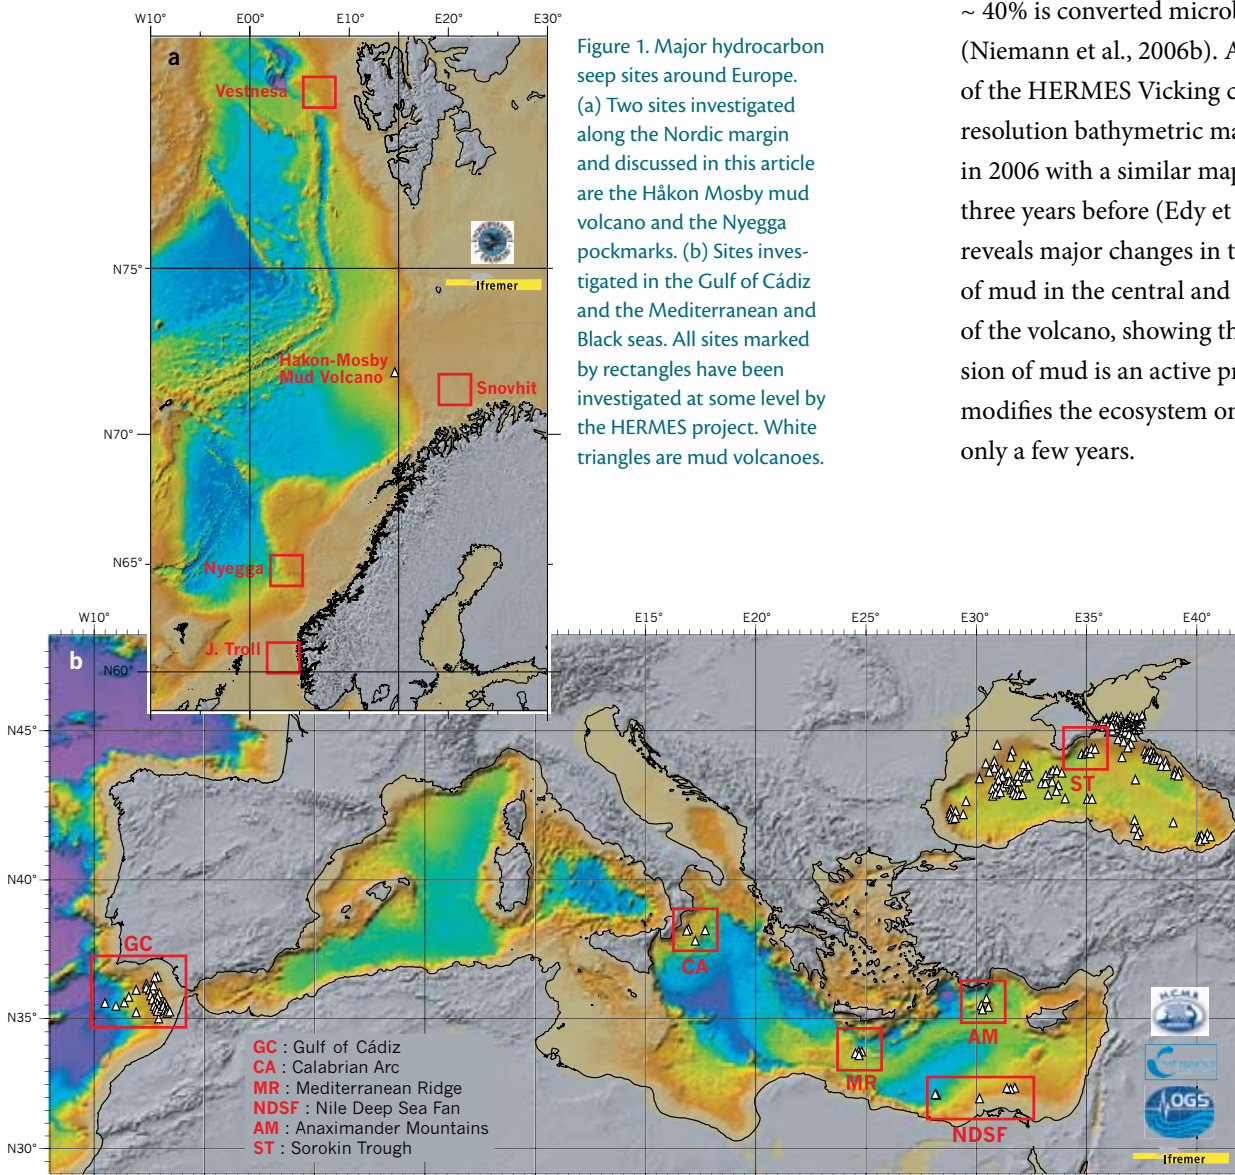 W10° E00° E10° E20° E30°
a
Vestnesa
N75°
Ifremer
Hakon-Mosby
Mud Volcano
Snovhit
N70°
N65°
Nyegga
J. Troll
N60°
Figure 1. Major hydrocarbon
seep sites around Europe.
(a) Two sites investigated
along the Nordic margin
and discussed in this article
are the Håkon Mosby mud
volcano and the Nyegga
pockmarks. (b) Sites inves-
tigated in the Gulf of Cádiz
and the Mediterranean and
Black seas. All sites marked
by rectangles have been
investigated at some level by
the HERMES project. White
triangles are mud volcanoes.
~ 40% is converted microb
(Niemann et al., 2006b). A
of the HERMES Vicking c
resolution bathymetric ma
in 2006 with a similar map
three years before (Edy et
reveals major changes in t
of mud in the central and
of the volcano, showing th
sion of mud is an active pr
modifies the ecosystem on
only a few years.
W10° E15° E20° E25° E30° E35° E40°
b
N45°
ST
N40°
GC
CA
N35°
AM
MR
NDSF
GC : Gulf of Cádiz
CA : Calabrian Arc
MR : Mediterranean Ridge
NDSF : Nile Deep Sea Fan
AM : Anaximander Mountains
ST : Sorokin Trough
N30°
H.C.M.R
OGS
Ifremer